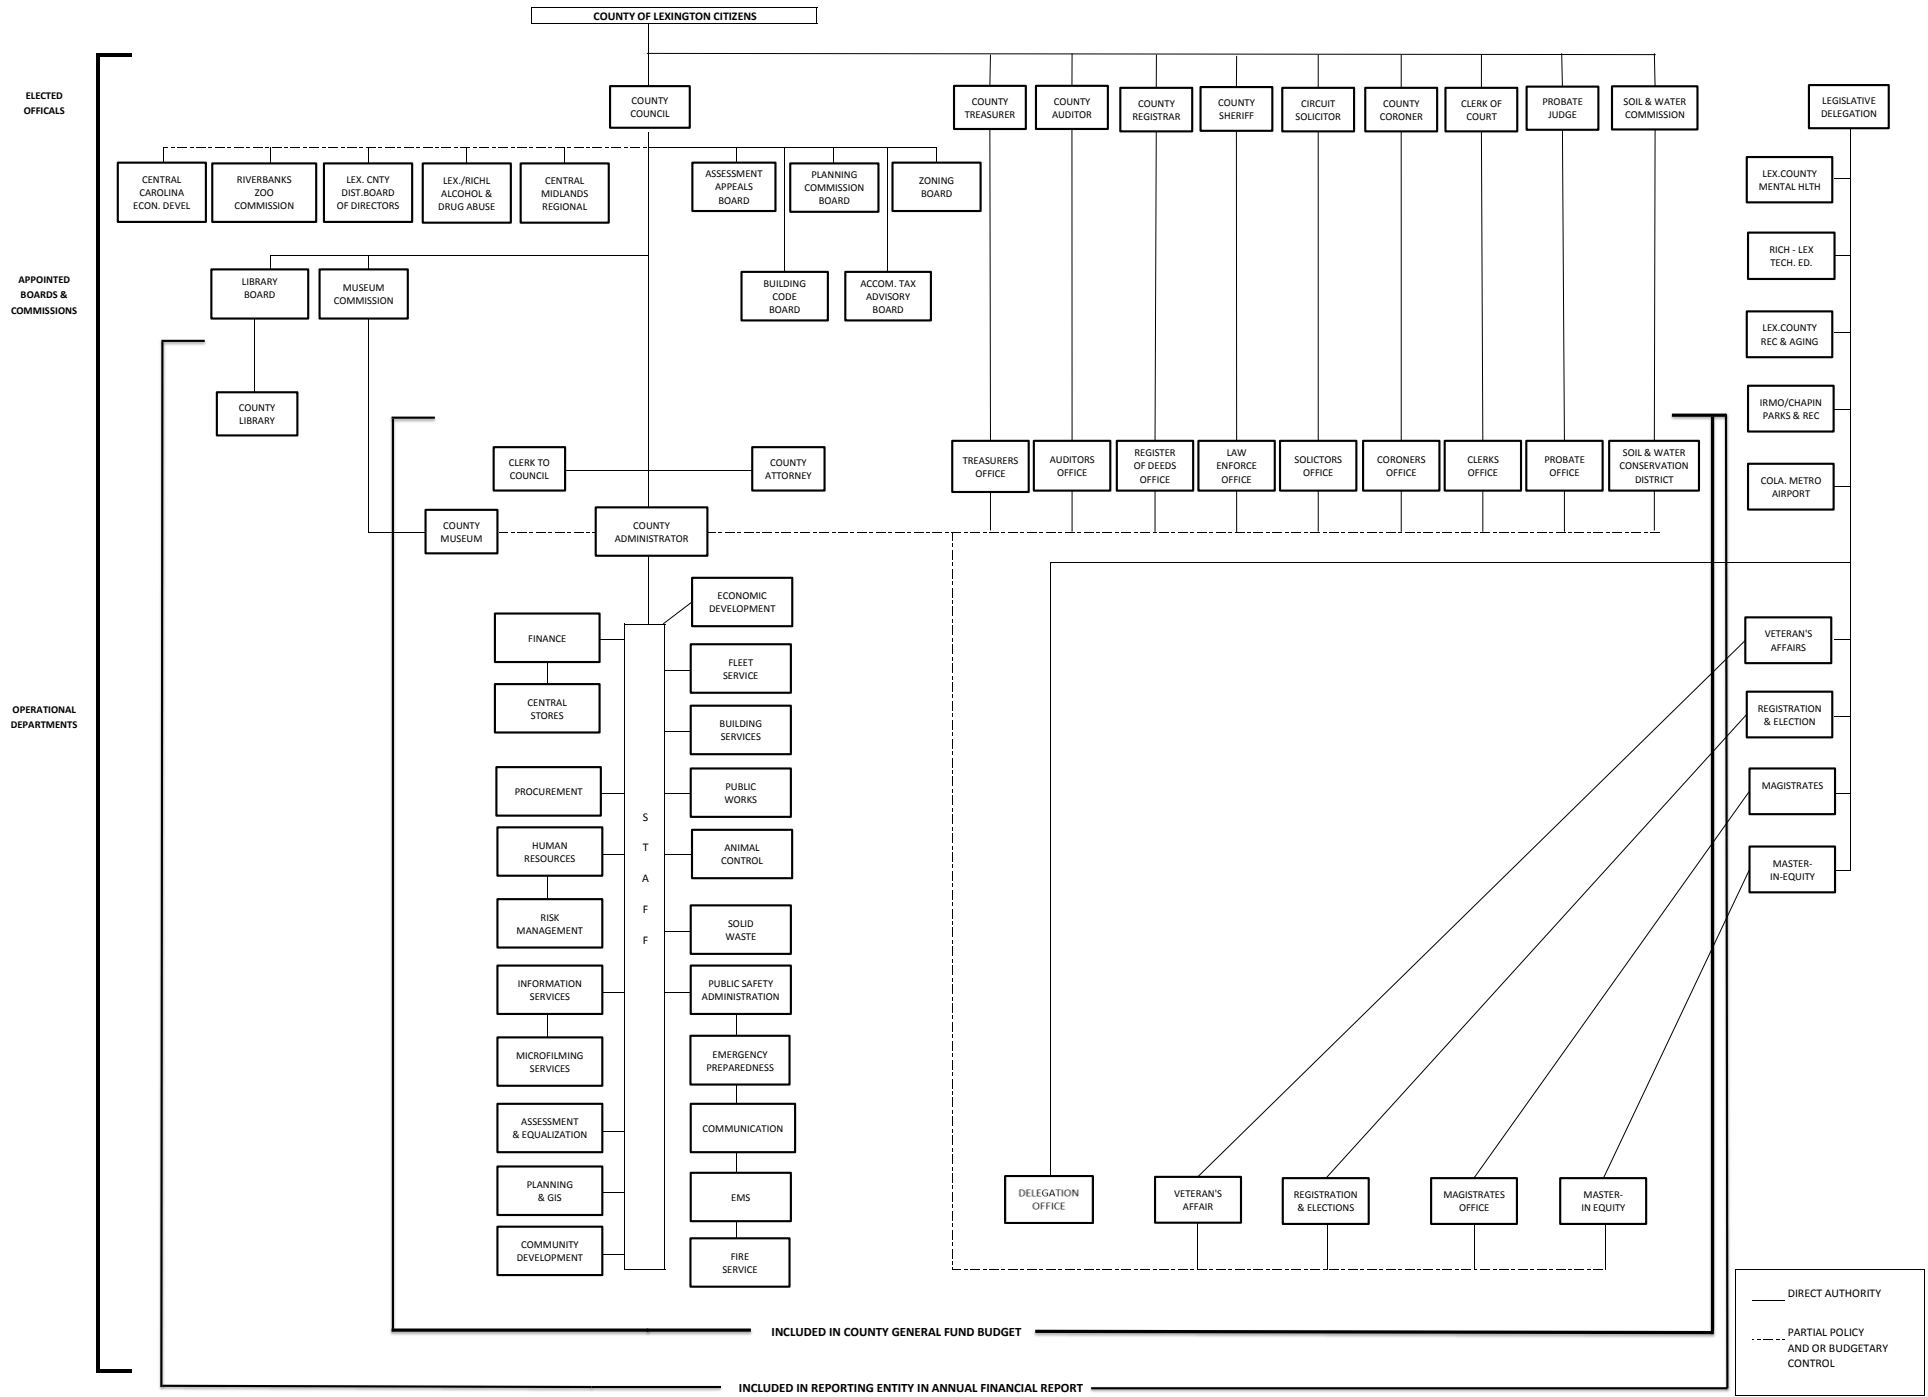 COUNTY OF LEXINGTON CITIZENS
ELECTED
OFFICALS
COUNTY
COUNCIL
COUNTY
TREASURER
COUNTY
AUDITOR
COUNTY
REGISTRAR
COUNTY
SHERIFF
CIRCUIT
SOLICITOR
COUNTY
CORONER
CLERK OF
COURT
PROBATE
JUDGE
SOIL & WATER
COMMISSION
LEGISLATIVE
DELEGATION
CENTRAL
CAROLINA
ECON. DEVEL
RIVERBANKS
ZOO
COMMISSION
LEX. CNTY
DIST.BOARD
OF DIRECTORS
LEX./RICHL
ALCOHOL &
DRUG ABUSE
CENTRAL
MIDLANDS
REGIONAL
ASSESSMENT
APPEALS
BOARD
PLANNING
COMMISSION
BOARD
ZONING
BOARD
LEX.COUNTY
MENTAL HLTH
RICH - LEX
TECH. ED.
APPOINTED
BOARDS &
COMMISSIONS
LIBRARY
BOARD
MUSEUM
COMMISSION
BUILDING
CODE
BOARD
ACCOM. TAX
ADVISORY
BOARD
LEX.COUNTY
REC & AGING
COUNTY
LIBRARY
IRMO/CHAPIN
PARKS & REC
CLERK TO
COUNCIL
COUNTY
ATTORNEY
TREASURERS
OFFICE
AUDITORS
OFFICE
REGISTER
OF DEEDS
OFFICE
LAW
ENFORCE
OFFICE
SOLICTORS
OFFICE
CORONERS
OFFICE
CLERKS
OFFICE
PROBATE
OFFICE
SOIL & WATER
CONSERVATION
DISTRICT
COLA. METRO
AIRPORT
COUNTY
MUSEUM
COUNTY
ADMINISTRATOR
ECONOMIC
DEVELOPMENT
FINANCE
FLEET
SERVICE
VETERAN'S
AFFAIRS
OPERATIONAL
DEPARTMENTS
CENTRAL
STORES
BUILDING
SERVICES
REGISTRATION
& ELECTION
PROCUREMENT
PUBLIC
WORKS
MAGISTRATES
S
T
A
F
F
HUMAN
RESOURCES
ANIMAL
CONTROL
MASTER-
IN-EQUITY
RISK
MANAGEMENT
SOLID
WASTE
INFORMATION
SERVICES
PUBLIC SAFETY
ADMINISTRATION
MICROFILMING
SERVICES
EMERGENCY
PREPAREDNESS
ASSESSMENT
& EQUALIZATION
COMMUNICATION
PLANNING
& GIS
EMS
DELEGATION
OFFICE
VETERAN'S
AFFAIR
REGISTRATION
& ELECTIONS
MAGISTRATES
OFFICE
MASTER-
IN EQUITY
COMMUNITY
DEVELOPMENT
FIRE
SERVICE
DIRECT AUTHORITY
PARTIAL POLICY
AND OR BUDGETARY
CONTROL
INCLUDED IN COUNTY GENERAL FUND BUDGET
INCLUDED IN REPORTING ENTITY IN ANNUAL FINANCIAL REPORT